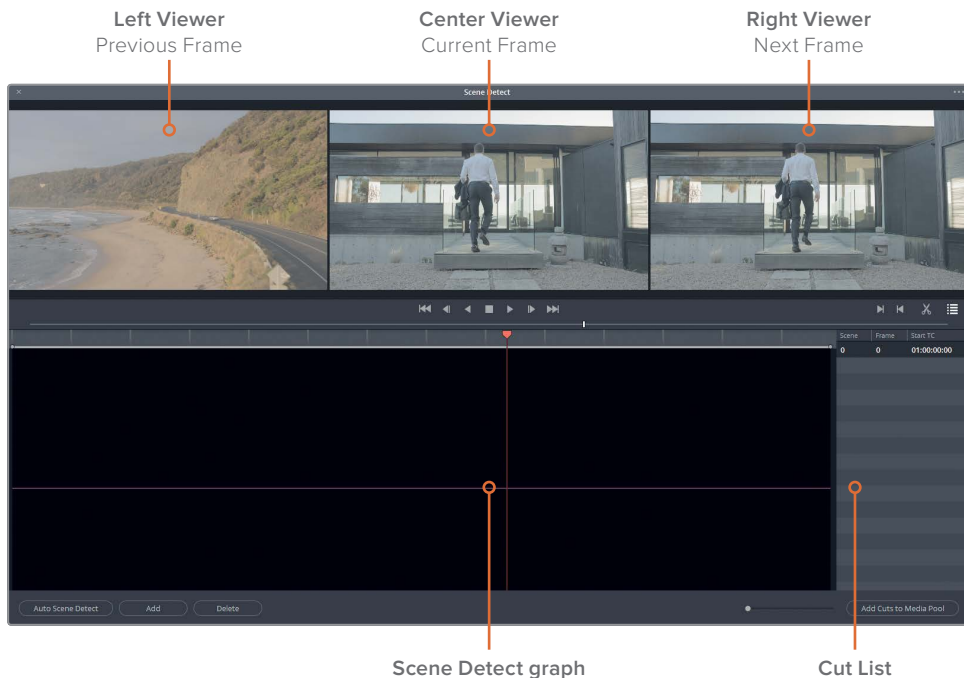 Left Viewer
Previous Frame
Center Viewer
Current Frame
Right Viewer
Next Frame
Scene Detect
Scene Frame Start TC
0 0 01:00:00:00
Auto Scene Detect Add Delete Add Cuts to Media Pool
Scene Detect graph
Cut List